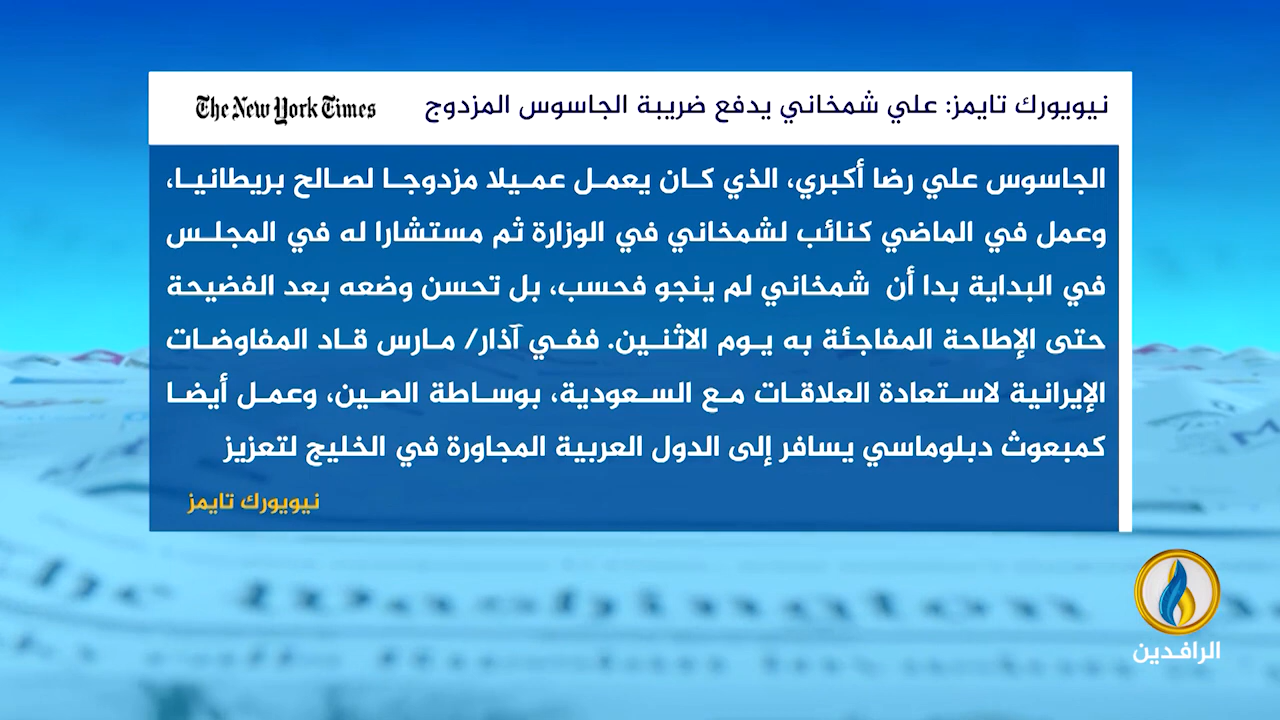 نيويورك تايمز: علي شمخاني يدفع ضريبة الجاسوس المزدوج
The New York Times
الجاسوس علي رضا أكبري، الذي كان يعمل عميلا مزدوجا لصالح بريطانيا،
وعمل في الماضي كنائب لشمخاني في الوزارة ثم مستشارا له في المجلس
في البداية بدا أن شمخاني لم ينجو فحسب، بل تحسن وضعه بعد الفضيحة
حتى الإطاحة المفاجئة به يوم الاثنين. ففي آذار/ مارس قاد المفاوضات
الإيرانية لاستعادة العلاقات مع السعودية، بوساطة الصين، وعمل أيضا
كمبعوث دبلوماسي يسافر إلى الدول العربية المجاورة في الخليج لتعزيز
نيويورك تايمز
الرافدين